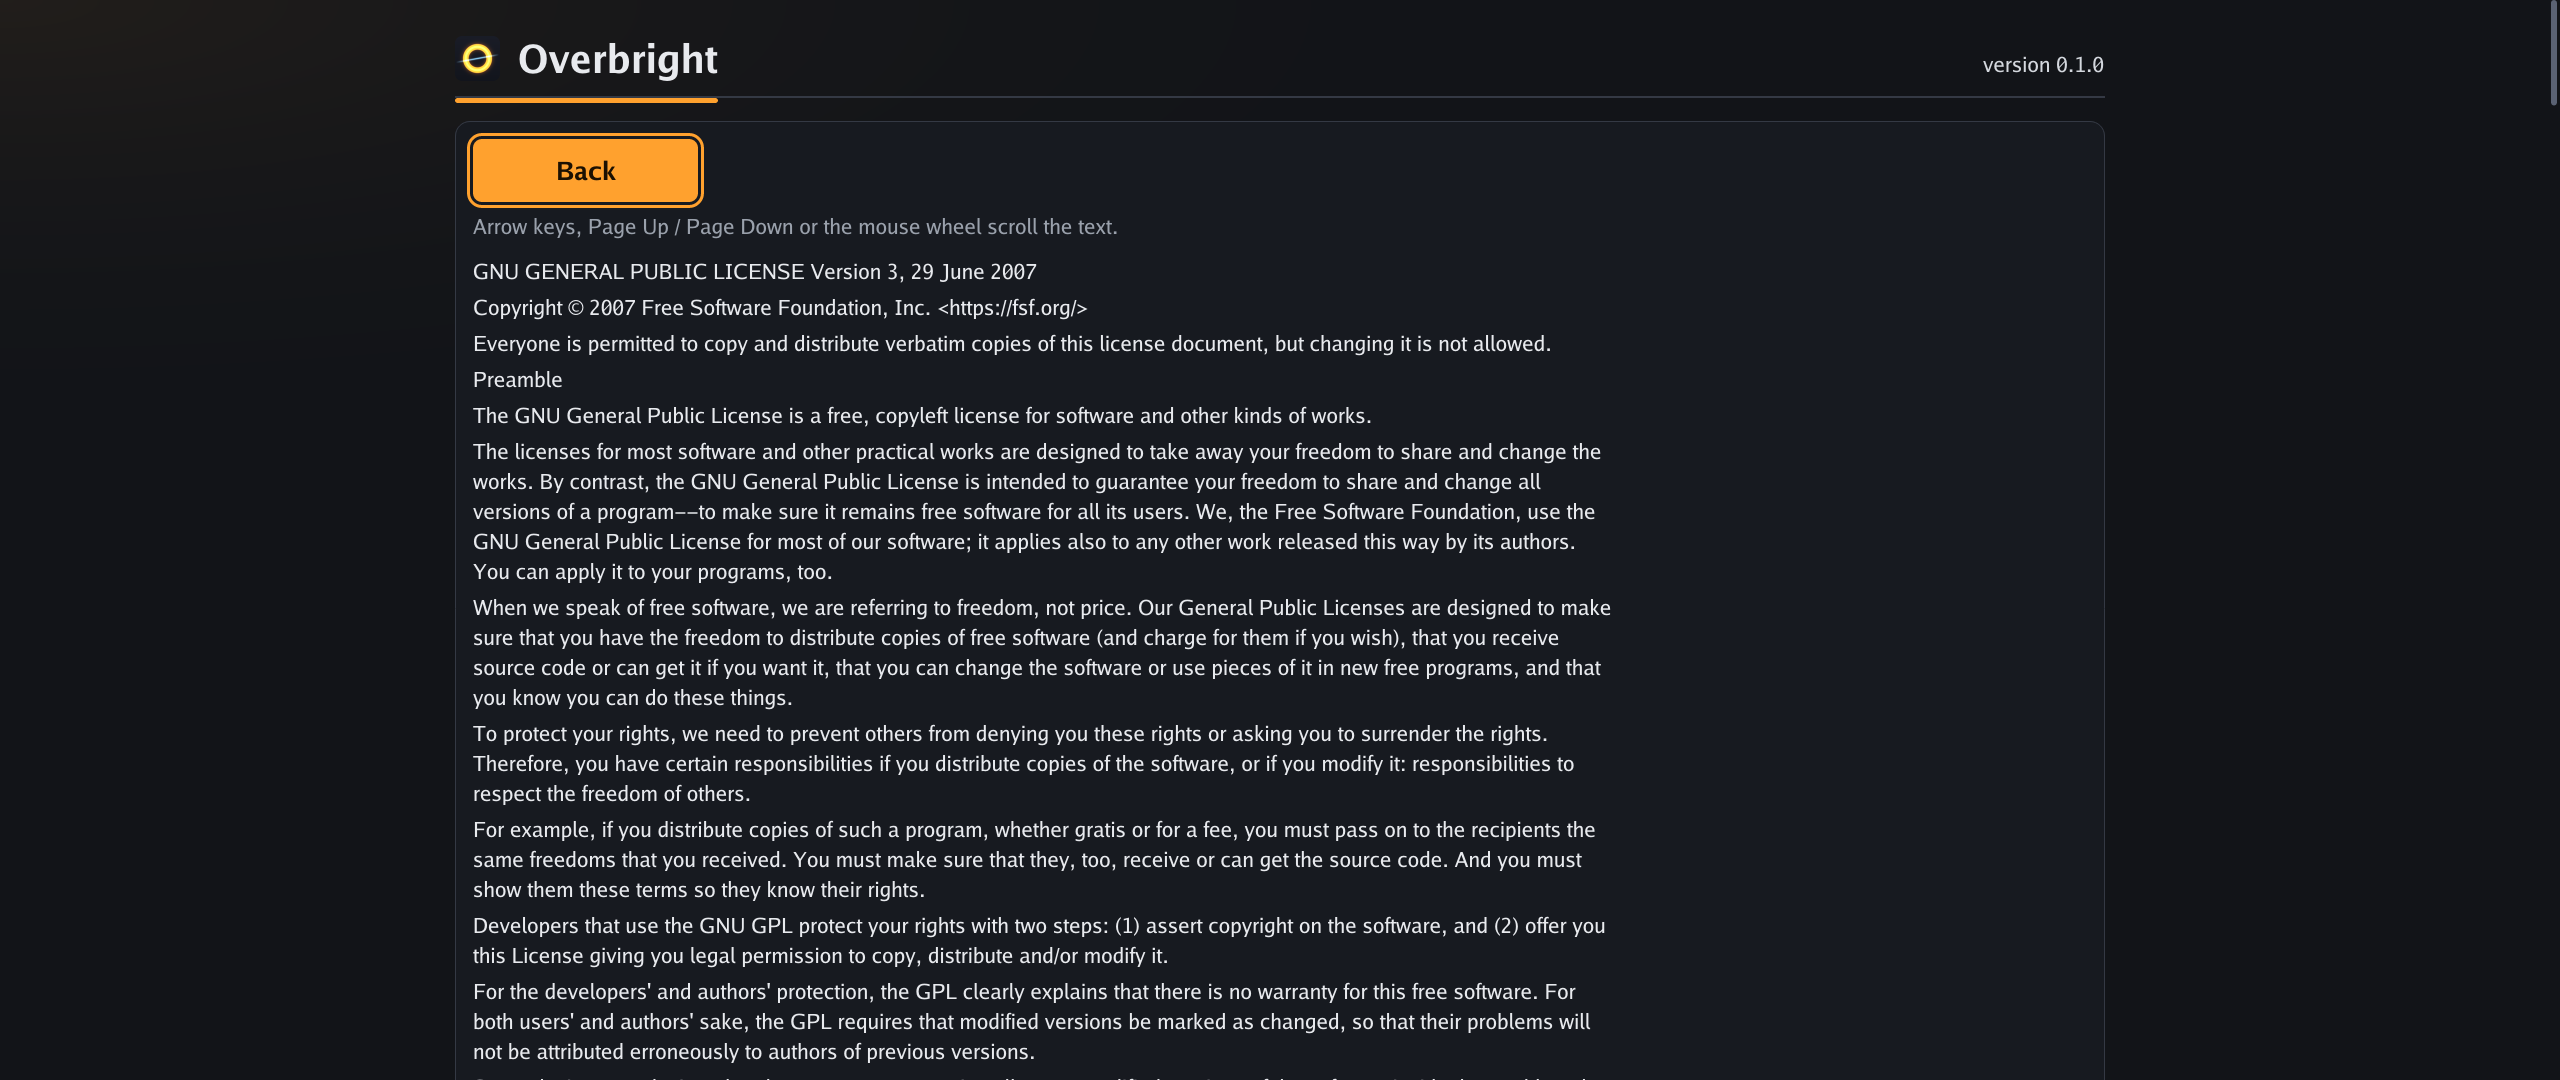 Overbright
version 0.1.0
Back
Arrow keys, Page Up / Page Down or the mouse wheel scroll the text.
GNU GENERAL PUBLIC LICENSE Version 3, 29 June 2007
Copyright © 2007 Free Software Foundation, Inc. <https://fsf.org/>
Everyone is permitted to copy and distribute verbatim copies of this license document, but changing it is not allowed.
Preamble
The GNU General Public License is a free, copyleft license for software and other kinds of works.
The licenses for most software and other practical works are designed to take away your freedom to share and change the
works. By contrast, the GNU General Public License is intended to guarantee your freedom to share and change all
versions of a program--to make sure it remains free software for all its users. We, the Free Software Foundation, use the
GNU General Public License for most of our software; it applies also to any other work released this way by its authors.
You can apply it to your programs, too.
When we speak of free software, we are referring to freedom, not price. Our General Public Licenses are designed to make
sure that you have the freedom to distribute copies of free software (and charge for them if you wish), that you receive
source code or can get it if you want it, that you can change the software or use pieces of it in new free programs, and that
you know you can do these things.
To protect your rights, we need to prevent others from denying you these rights or asking you to surrender the rights.
Therefore, you have certain responsibilities if you distribute copies of the software, or if you modify it: responsibilities to
respect the freedom of others.
For example, if you distribute copies of such a program, whether gratis or for a fee, you must pass on to the recipients the
same freedoms that you received. You must make sure that they, too, receive or can get the source code. And you must
show them these terms so they know their rights.
Developers that use the GNU GPL protect your rights with two steps: (1) assert copyright on the software, and (2) offer you
this License giving you legal permission to copy, distribute and/or modify it.
For the developers' and authors' protection, the GPL clearly explains that there is no warranty for this free software. For
both users' and authors' sake, the GPL requires that modified versions be marked as changed, so that their problems will
not be attributed erroneously to authors of previous versions.